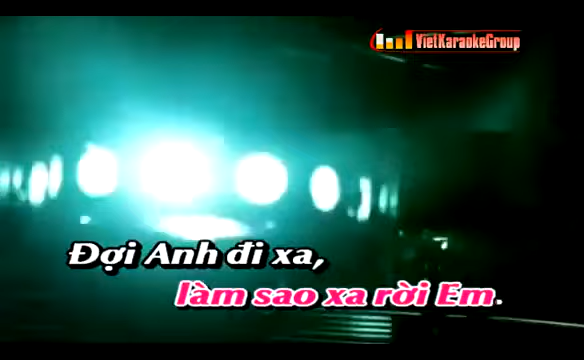 VietKaraokeGroup
Đợi Anh đi xa,
làm sao xa rời Em.